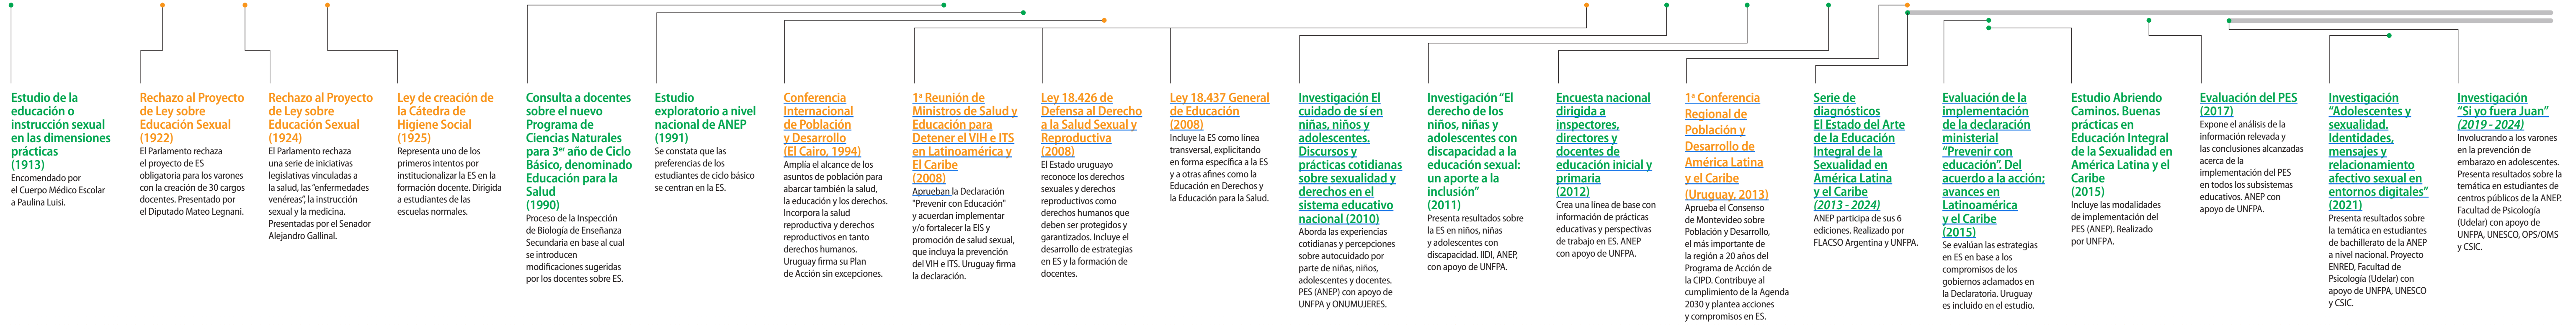 Estudio de la
educación o
instrucción sexual
en las dimensiones
prácticas
(1913)
Encomendado por
el Cuerpo Médico Escolar
a Paulina Luisi.
Rechazo al Proyecto
de Ley sobre
Educación Sexual
(1922)
El Parlamento rechaza
el proyecto de ES
obligatoria para los varones
con la creación de 30 cargos
docentes. Presentado por
el Diputado Mateo Legnani.
Rechazo al Proyecto
de Ley sobre
Educación Sexual
(1924)
El Parlamento rechaza
una serie de iniciativas
legislativas vinculadas a
la salud, las “enfermedades
venéreas”, la instrucción
sexual y la medicina.
Presentadas por el Senador
Alejandro Gallinal.
Ley de creación de
la Cátedra de
Higiene Social
(1925)
Representa uno de los
primeros intentos por
institucionalizar la ES en la
formación docente. Dirigida
a estudiantes de las
escuelas normales.
Consulta a docentes
sobre el nuevo
Programa de
Ciencias Naturales
para 3er año de Ciclo
Básico, denominado
Educación para la
Salud
(1990)
Proceso de la Inspección
de Biología de Enseñanza
Secundaria en base al cual
se introducen
modificaciones sugeridas
por los docentes sobre ES.
Estudio
exploratorio a nivel
nacional de ANEP
(1991)
Se constata que las
preferencias de los
estudiantes de ciclo básico
se centran en la ES.
Conferencia
Internacional
de Población
y Desarrollo
(El Cairo, 1994)
Amplía el alcance de los
asuntos de población para
abarcar también la salud,
la educación y los derechos.
Incorpora la salud
reproductiva y derechos
reproductivos en tanto
derechos humanos.
Uruguay firma su Plan
de Acción sin excepciones.
1ª Reunión de
Ministros de Salud y
Educación para
Detener el VIH e ITS
en Latinoamérica y
El Caribe
(2008)
Aprueban la Declaración
"Prevenir con Educación"
y acuerdan implementar
y/o fortalecer la EIS y
promoción de salud sexual,
que incluya la prevención
del VIH e ITS. Uruguay firma
la declaración.
Ley 18.426 de
Defensa al Derecho
a la Salud Sexual y
Reproductiva
(2008)
El Estado uruguayo
reconoce los derechos
sexuales y derechos
reproductivos como
derechos humanos que
deben ser protegidos y
garantizados. Incluye el
desarrollo de estrategias
en ES y la formación de
docentes.
Ley 18.437 General
de Educación
(2008)
Incluye la ES como línea
transversal, explicitando
en forma específica a la ES
y a otras afines como la
Educación en Derechos y
la Educación para la Salud.
Investigación El
cuidado de sí en
niñas, niños y
adolescentes.
Discursos y
prácticas cotidianas
sobre sexualidad y
derechos en el
sistema educativo
nacional (2010)
Aborda las experiencias
cotidianas y percepciones
sobre autocuidado por
parte de niñas, niños,
adolescentes y docentes.
PES (ANEP) con apoyo de
UNFPA y ONUMUJERES.
Investigación “El
derecho de los
niños, niñas y
adolescentes con
discapacidad a la
educación sexual:
un aporte a la
inclusión”
(2011)
Presenta resultados sobre
la ES en niños, niñas
y adolescentes con
discapacidad. IIDI, ANEP,
con apoyo de UNFPA.
Encuesta nacional
dirigida a
inspectores,
directores y
docentes de
educación inicial y
primaria
(2012)
Crea una línea de base con
información de prácticas
educativas y perspectivas
de trabajo en ES. ANEP
con apoyo de UNFPA.
1ª Conferencia
Regional de
Población y
Desarrollo de
América Latina
y el Caribe
(Uruguay, 2013)
Aprueba el Consenso
de Montevideo sobre
Población y Desarrollo,
el más importante de
la región a 20 años del
Programa de Acción de
la CIPD. Contribuye al
cumplimiento de la Agenda
2030 y plantea acciones
y compromisos en ES.
Serie de
diagnósticos
El Estado del Arte
de la Educación
Integral de la
Sexualidad en
América Latina
y el Caribe
(2013 - 2024)
ANEP participa de sus 6
ediciones. Realizado por
FLACSO Argentina y UNFPA.
Evaluación de la
implementación
de la declaración
ministerial
“Prevenir con
educación”. Del
acuerdo a la acción;
avances en
Latinoamérica
y el Caribe
(2015)
Se evalúan las estrategias
en ES en base a los
compromisos de los
gobiernos aclamados en
la Declaratoria. Uruguay
es incluido en el estudio.
Estudio Abriendo
Caminos. Buenas
prácticas en
Educación Integral
de la Sexualidad en
América Latina y el
Caribe
(2015)
Incluye las modalidades
de implementación del
PES (ANEP). Realizado
por UNFPA.
Evaluación del PES
(2017)
Expone el análisis de la
información relevada y
las conclusiones alcanzadas
acerca de la
implementación del PES
en todos los subsistemas
educativos. ANEP con
apoyo de UNFPA.
Investigación
“Adolescentes y
sexualidad.
Identidades,
mensajes y
relacionamiento
afectivo sexual en
entornos digitales”
(2021)
Presenta resultados sobre
la temática en estudiantes
de bachillerato de la ANEP
a nivel nacional. Proyecto
ENRED, Facultad de
Psicología (Udelar) con
apoyo de UNFPA, UNESCO
y CSIC.
Investigación
“Si yo fuera Juan”
(2019 - 2024)
Involucrando a los varones
en la prevención de
embarazo en adolescentes.
Presenta resultados sobre la
temática en estudiantes de
centros públicos de la ANEP.
Facultad de Psicología
(Udelar) con apoyo de
UNFPA, UNESCO, OPS/OMS
y CSIC.